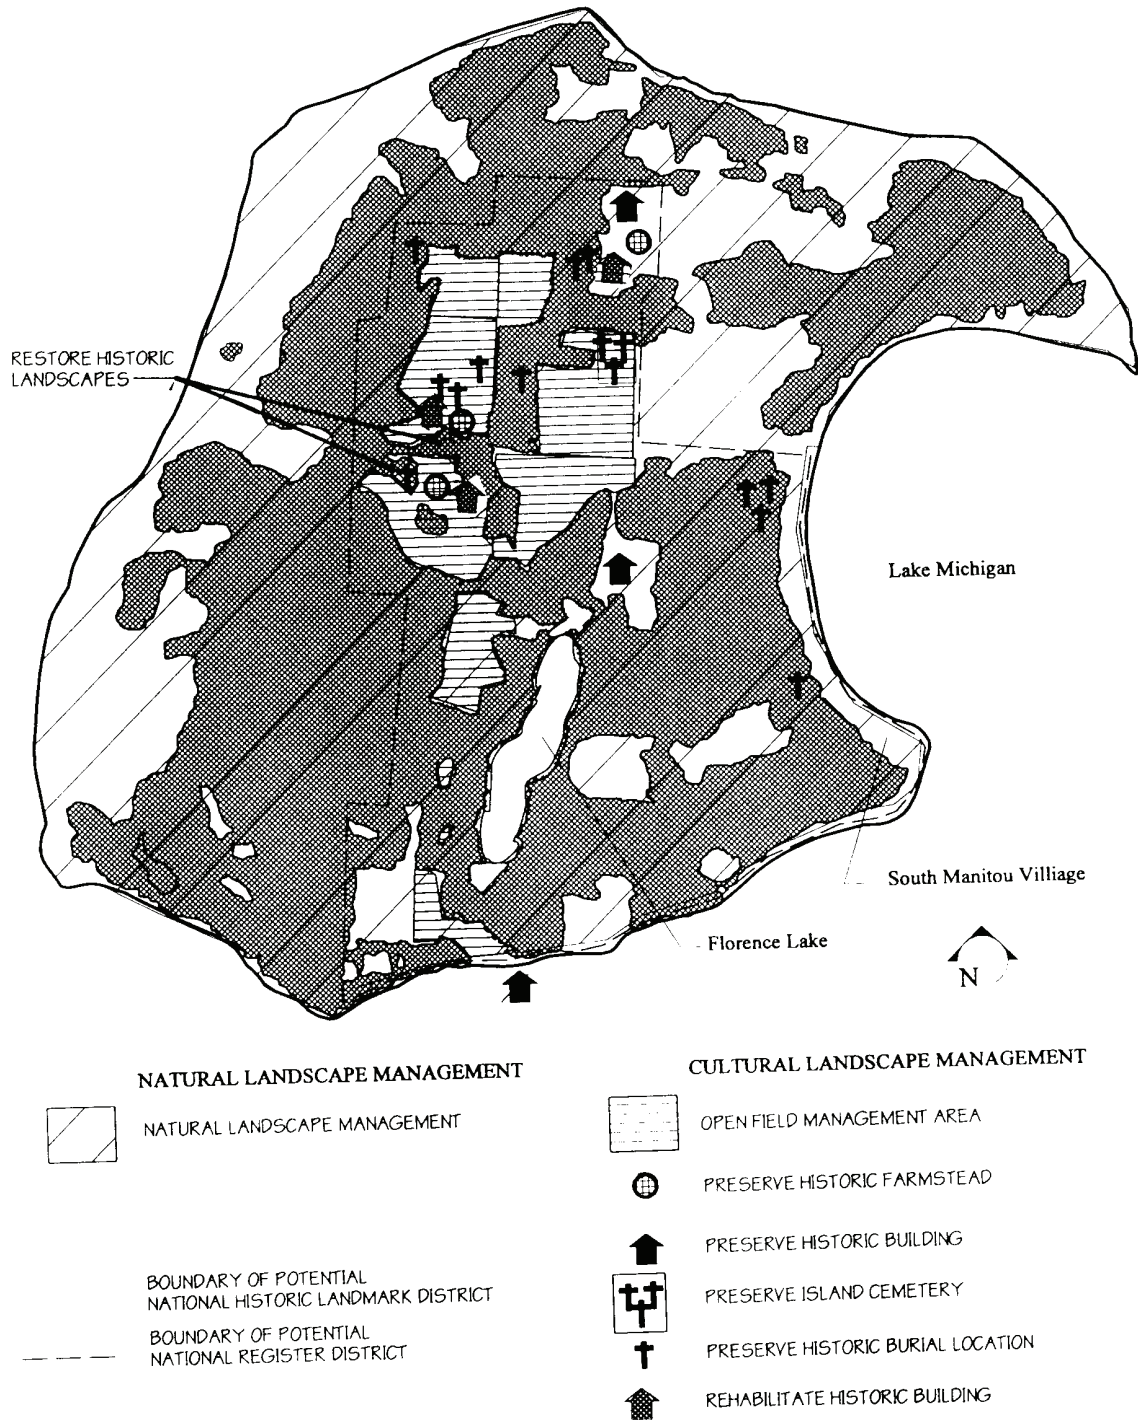 RESTORE HISTORIC
LANDSCAPES
Lake Michigan
South Manitou Villiage
Florence Lake
N
NATURAL LANDSCAPE MANAGEMENT
NATURAL LANDSCAPE MANAGEMENT
BOUNDARY OF POTENTIAL
NATIONAL HISTORIC LANDMARK DISTRICT
BOUNDARY OF POTENTIAL
NATIONAL REGISTER DISTRICT
CULTURAL LANDSCAPE MANAGEMENT
OPEN FIELD MANAGEMENT AREA
PRESERVE HISTORIC FARMSTEAD
PRESERVE HISTORIC BUILDING
PRESERVE ISLAND CEMETERY
PRESERVE HISTORIC BURIAL LOCATION
REHABILITATE HISTORIC BUILDING